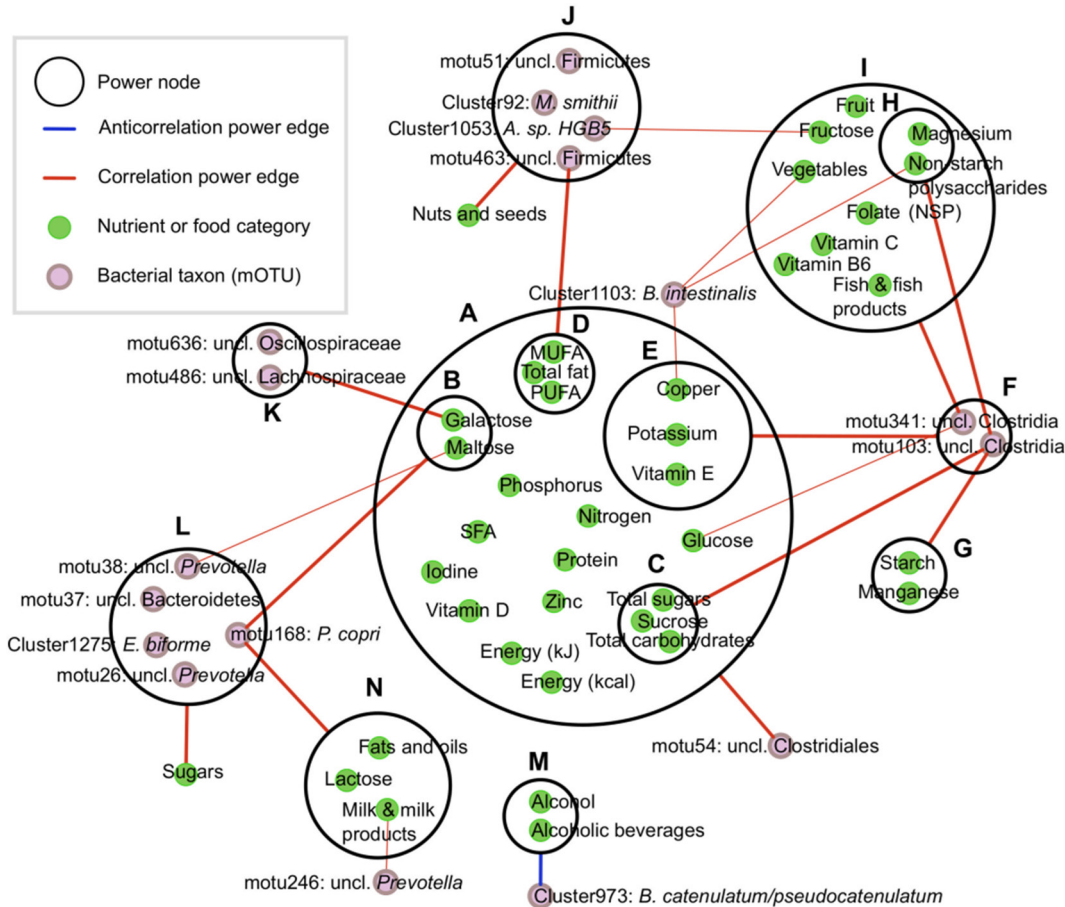 Power node
Anticorrelation power edge
Correlation power edge
Nutrient or food category
Bacterial taxon (mOTU)
J
motu51: uncl. Firmicutes
Cluster92: M. smithii
Cluster1053: A. sp. HGB5
motu463: uncl. Firmicutes
Nuts and seeds
I
Fruit
H
Fructose
Magnesium
Vegetables
Non-starch
polysaccharides
(NSP)
Folate
Vitamin C
Vitamin B6
Fish & fish
products
Cluster1103: B. intestinalis
A
D
MUFA
Total fat
PUFA
E
Copper
Potassium
Vitamin E
motu636: uncl. Oscillospiraceae
motu486: uncl. Lachnospiraceae
K
B
Galactose
Maltose
F
motu341: uncl. Clostridia
motu103: uncl. Clostridia
Phosphorus
Nitrogen
SFA
Glucose
Protein
Iodine
C
Zinc
Vitamin D
Total sugars
Sucrose
Total carbohydrates
Energy (kJ)
Energy (kcal)
G
Starch
Manganese
L
motu38: uncl. Prevotella
motu37: uncl. Bacteroidetes
motu168: P. copri
Cluster1275: E. biforme
motu26: uncl. Prevotella
Sugars
N
Fats and oils
Lactose
Milk & milk
products
motu246: uncl. Prevotella
motu54: uncl. Clostridiales
M
Alcohol
Alcoholic beverages
Cluster973: B. catenulatum/pseudocatenulatum